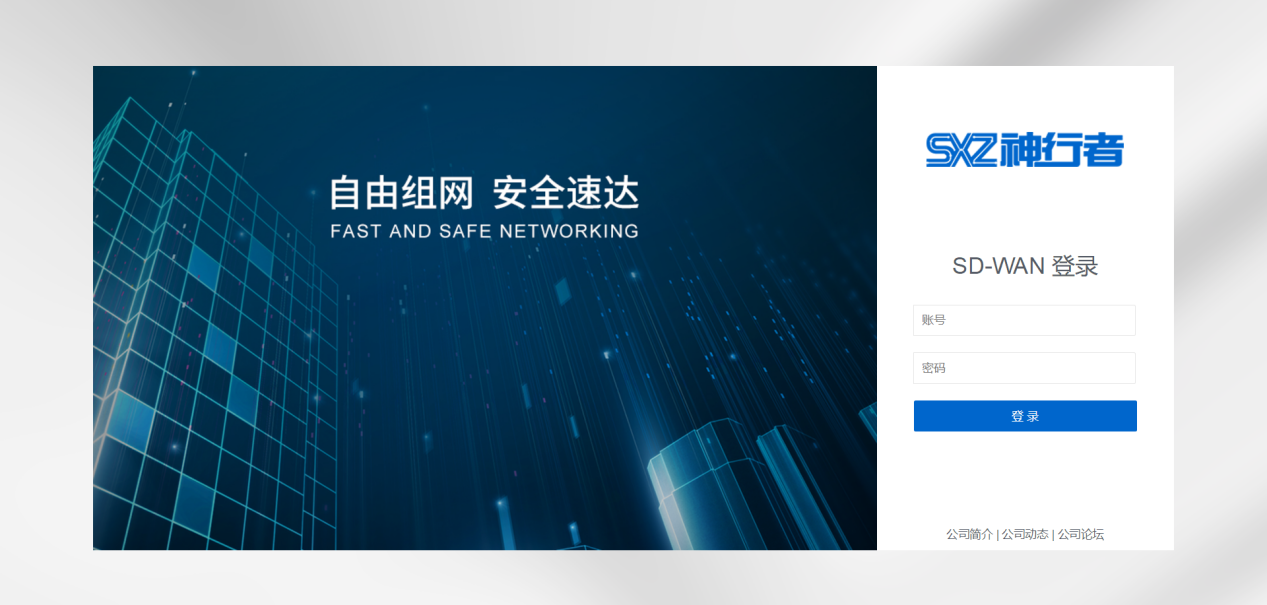 自由组网 安全速达
FAST AND SAFE NETWORKING
SXZ神行者
SD-WAN 登录
账号
密码
登 录
公司简介 | 公司动态 | 公司论坛